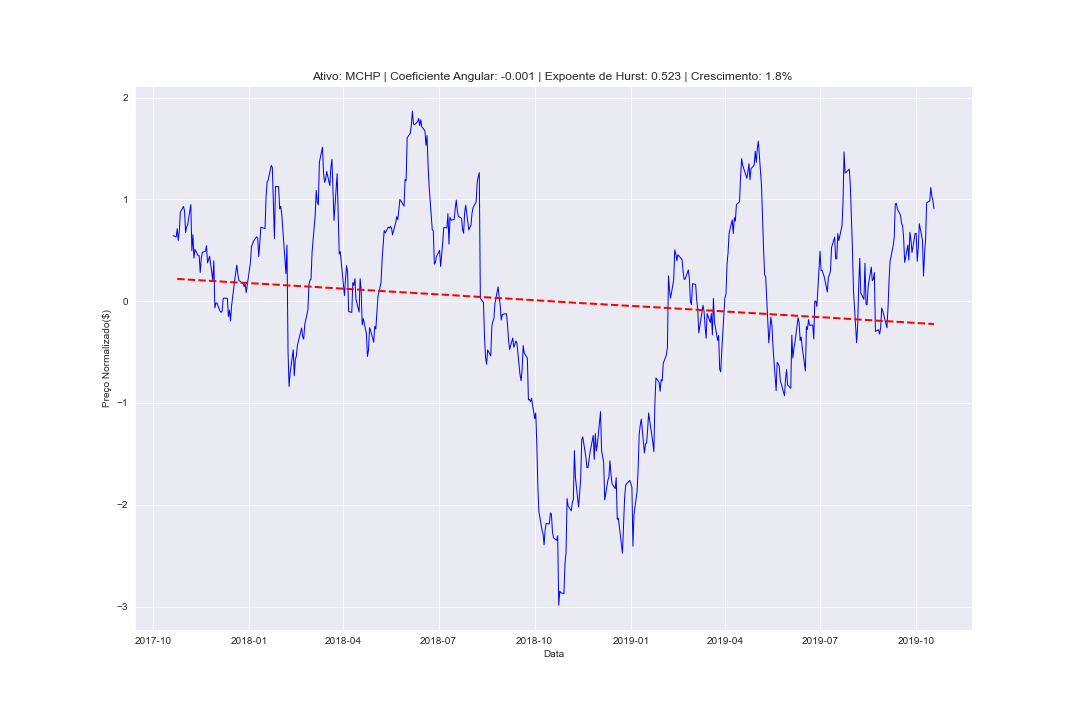 Ativo: MCHP | Coeficiente Angular: -0.001 | Expoente de Hurst: 0.523 | Crescimento: 1.8%
Preço Normalizado($)
2
1
0
−1
−2
−3
2017-10 2018-01 2018-04 2018-07 2018-10 2019-01 2019-04 2019-07 2019-10
Data